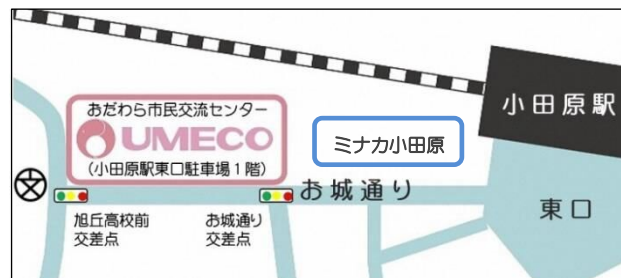 おだわら市民交流センター
UMECO
(小田原駅東口駐車場1階)
ミナカ小田原
小田原駅
お城通り
東口
旭丘高校前
交差点
お城通り
交差点